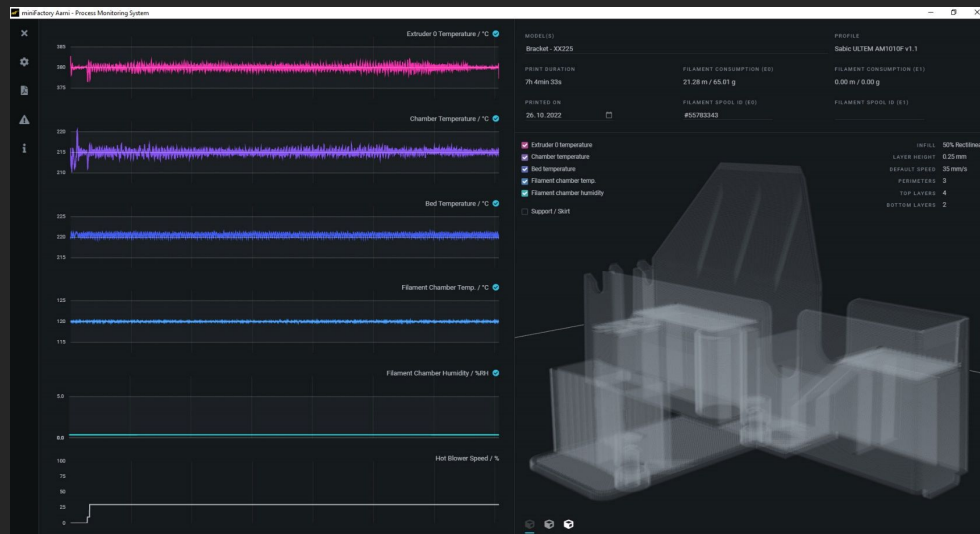 miniFactory Aarni - Process Monitoring System
Extruder 0 Temperature / °C
385
380
375
Chamber Temperature / °C
220
215
210
Bed Temperature / °C
225
220
215
Filament Chamber Temp. / °C
125
120
115
Filament Chamber Humidity / %RH
5.0
0.0
Hot Blower Speed / %
100
75
50
25
0
MODEL(S)
Bracket - XX225
PROFILE
Sabic ULTEM AM1010F v1.1
PRINT DURATION
7h 4min 33s
FILAMENT CONSUMPTION (E0)
21.28 m / 65.01 g
FILAMENT CONSUMPTION (E1)
0.00 m / 0.00 g
PRINTED ON
26.10.2022
FILAMENT SPOOL ID (E0)
#55783343
FILAMENT SPOOL ID (E1)
Extruder 0 temperature
Chamber temperature
Bed temperature
Filament chamber temp.
Filament chamber humidity
Support / Skirt
INFILL 50% Rectilinea
LAYER HEIGHT 0.25 mm
DEFAULT SPEED 35 mm/s
PERIMETERS 3
TOP LAYERS 4
BOTTOM LAYERS 2